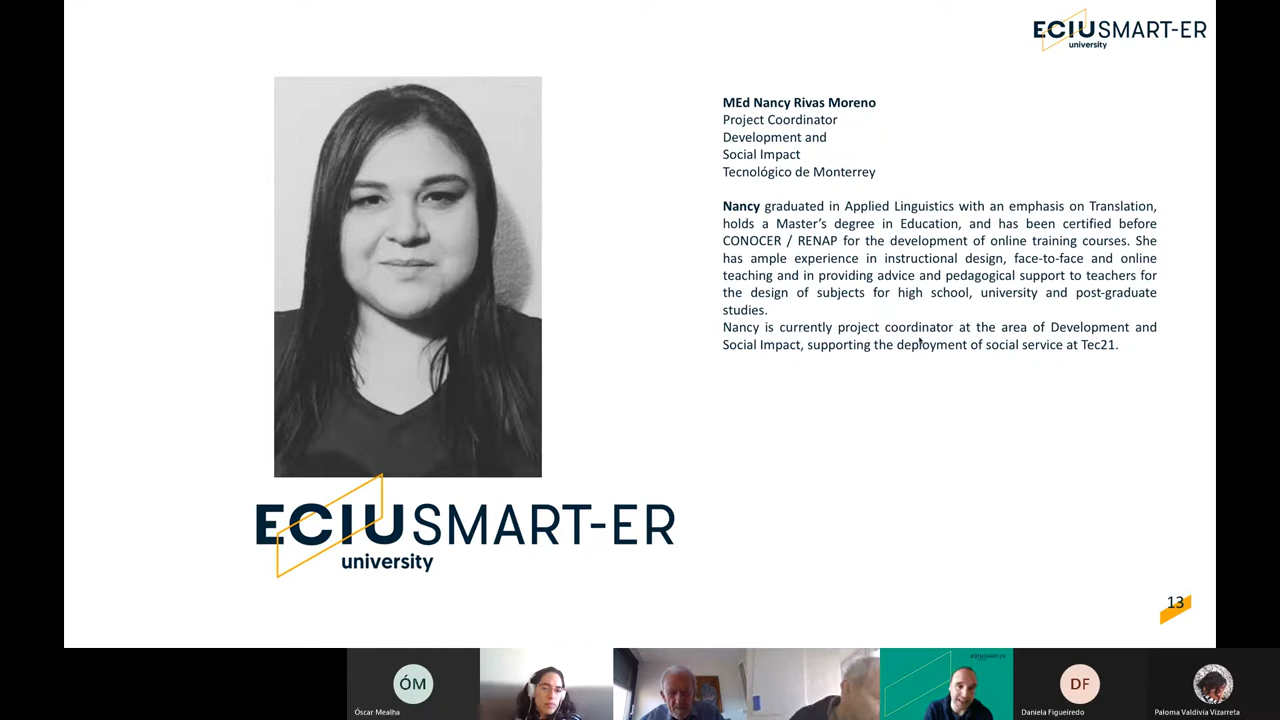 ECIUSMART-ER
university
MEd Nancy Rivas Moreno
Project Coordinator
Development and
Social Impact
Tecnológico de Monterrey
Nancy graduated in Applied Linguistics with an emphasis on Translation,
holds a Master's degree in Education, and has been certified before
CONOCER / RENAP for the development of online training courses. She
has ample experience in instructional design, face-to-face and online
teaching and in providing advice and pedagogical support to teachers for
the design of subjects for high school, university and post-graduate
studies.
Nancy is currently project coordinator at the area of Development and
Social Impact, supporting the deployment of social service at Tec21.
ECIUSMART-ER
university
13
ÓM
Óscar Mealha
ECIUSMART-ER
DF
Daniela Figueiredo
Paloma Valdivia Vizarreta